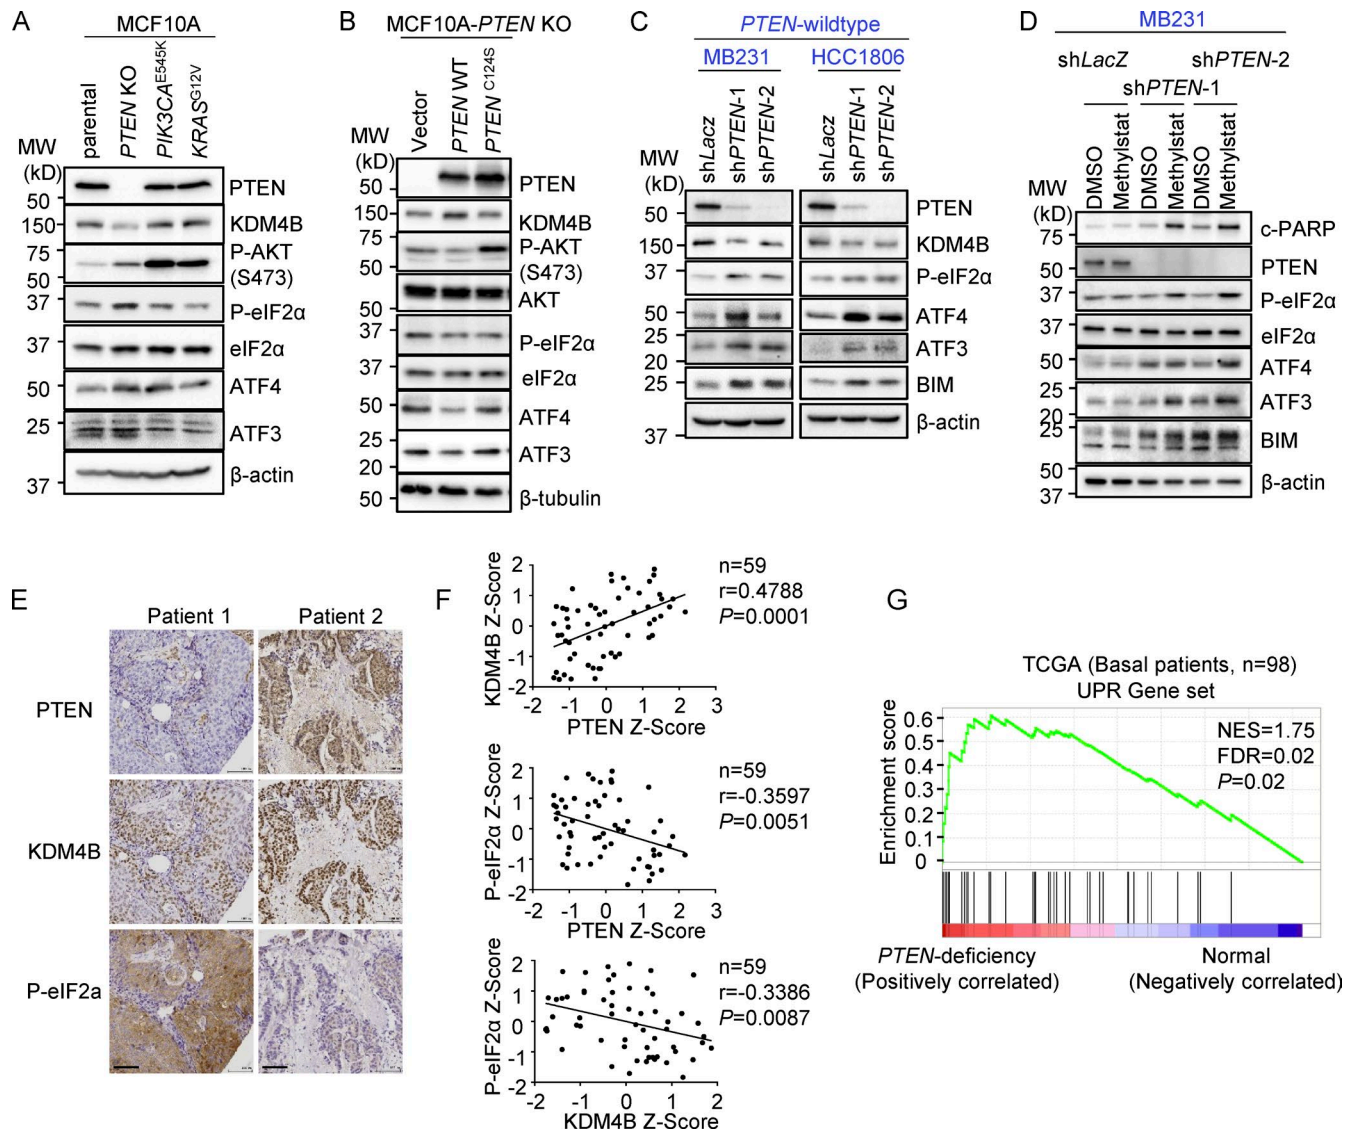 A
MCF10A
parental
PTEN KO
PIK3CA^E545K
KRAS^G12V
MW
(kD)
50
PTEN
150
KDM4B
75
P-AKT
(S473)
50
37
P-eIF2α
37
eIF2α
50
ATF4
25
ATF3
37
β-actin
B
MCF10A-PTEN KO
Vector
PTEN WT
PTEN^C124S
MW
(kD)
50
PTEN
150
KDM4B
75
P-AKT
(S473)
50
AKT
50
37
P-eIF2α
37
eIF2α
50
ATF4
25
ATF3
20
50
β-tubulin
C
PTEN-wildtype
MB231
HCC1806
shLacz
shPTEN-1
shPTEN-2
shLacz
shPTEN-1
shPTEN-2
MW
(kD)
50
PTEN
150
KDM4B
37
P-eIF2α
50
ATF4
25
ATF3
20
25
BIM
37
β-actin
D
MB231
shLacZ
shPTEN-2
shPTEN-1
DMSO
Methylstat
DMSO
Methylstat
DMSO
Methylstat
MW
(kD)
75
c-PARP
50
PTEN
37
P-eIF2α
37
eIF2α
50
ATF4
25
ATF3
20
25
BIM
50
37
β-actin
E
Patient 1
Patient 2
PTEN
KDM4B
P-eIF2a
F
KDM4B Z-Score
2
1
0
-1
-2
-2 -1 0 1 2 3
PTEN Z-Score
n=59
r=0.4788
P=0.0001
P-eIF2α Z-Score
2
1
0
-1
-2
-2 -1 0 1 2 3
PTEN Z-Score
n=59
r=-0.3597
P=0.0051
P-eIF2α Z-Score
2
1
0
-1
-2
-2 -1 0 1 2
KDM4B Z-Score
n=59
r=-0.3386
P=0.0087
G
TCGA (Basal patients, n=98)
UPR Gene set
Enrichment score
0.6
0.5
0.4
0.3
0.2
0.1
0
NES=1.75
FDR=0.02
P=0.02
PTEN-deficiency
(Positively correlated)
Normal
(Negatively correlated)